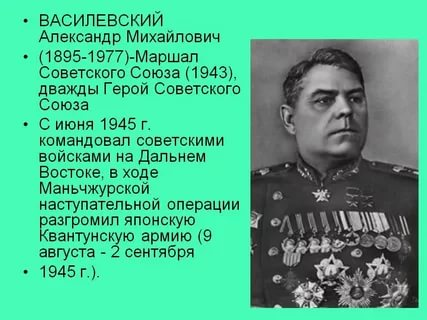 • ВАСИЛЕВСКИЙ
Александр Михайлович
• (1895-1977)-Маршал
Советского Союза (1943),
дважды Герой Советского
Союза
• С июня 1945 г.
командовал советскими
войсками на Дальнем
Востоке, в ходе
Маньчжурской
наступательной операции
разгромил японскую
Квантунскую армию (9
августа - 2 сентября
• 1945 г.).